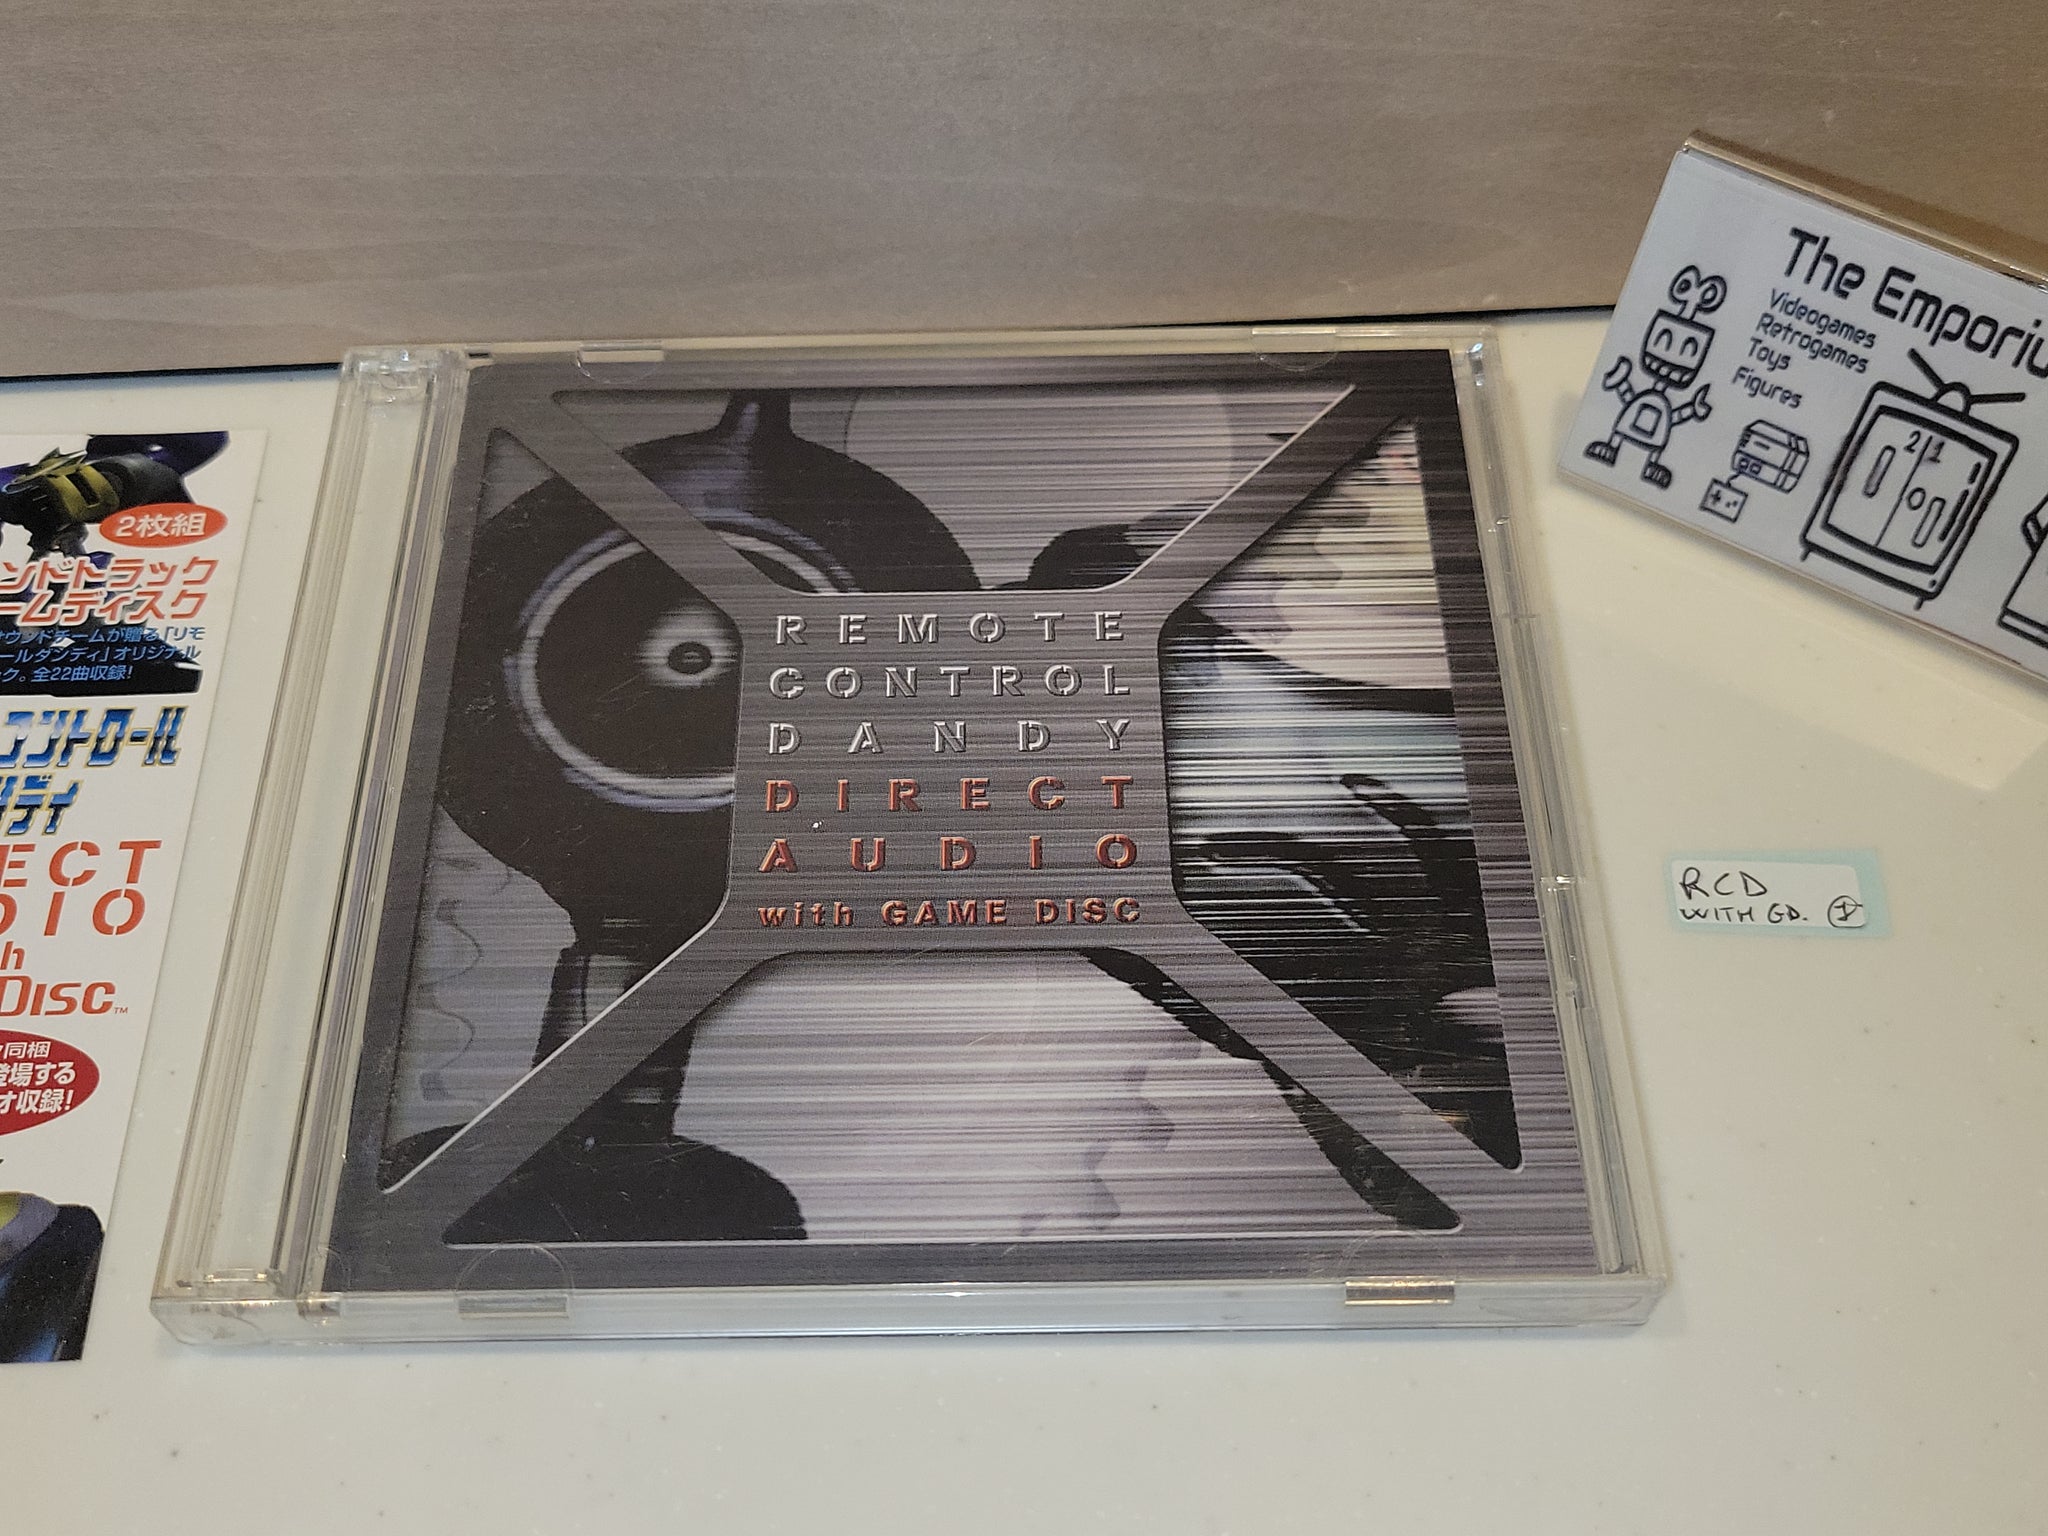 2枚組
ンドトラック
ームディスク
サウンドチームが贈る「リモ
ールダンディ」オリジナル
ク。全22曲収録!
コントロール
ディ
ECT
DIO
h
DISC™
同梱
登場する
オ収録!
REMOTE
CONTROL
DANDY
DIRECT
AUDIO
with GAME DISC
The Emporiu
Videogames
Retrogames
Toys
Figures
21
RCD
WITH GD. I